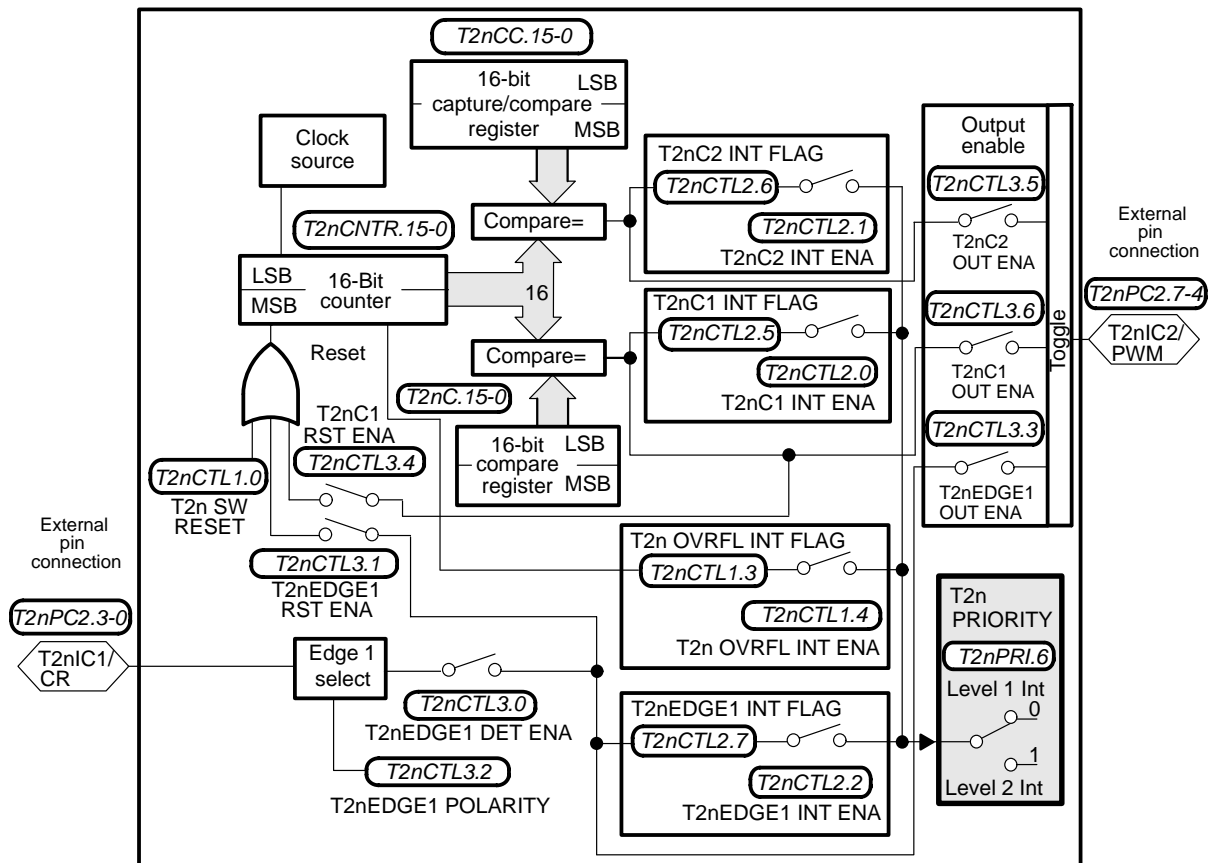 T2nCC.15-0
16-bit
capture/compare
register
LSB
MSB
Clock
source
T2nCNTR.15-0
LSB
MSB
16-Bit
counter
16
Compare=
Compare=
Reset
T2nC.15-0
16-bit
compare
register
LSB
MSB
T2nC1
RST ENA
T2nCTL3.4
T2nCTL1.0
T2n SW
RESET
T2nCTL3.1
T2nEDGE1
RST ENA
External
pin
connection
T2nPC2.3-0
T2nIC1/
CR
Edge 1
select
T2nCTL3.0
T2nEDGE1 DET ENA
T2nCTL3.2
T2nEDGE1 POLARITY
T2nC2 INT FLAG
T2nCTL2.6
T2nCTL2.1
T2nC2 INT ENA
T2nC1 INT FLAG
T2nCTL2.5
T2nCTL2.0
T2nC1 INT ENA
T2n OVRFL INT FLAG
T2nCTL1.3
T2nCTL1.4
T2n OVRFL INT ENA
T2nEDGE1 INT FLAG
T2nCTL2.7
T2nCTL2.2
T2nEDGE1 INT ENA
Output
enable
T2nCTL3.5
T2nC2
OUT ENA
T2nCTL3.6
T2nC1
OUT ENA
T2nCTL3.3
T2nEDGE1
OUT ENA
Toggle
External
pin
connection
T2nPC2.7-4
T2nIC2/
PWM
T2n
PRIORITY
T2nPRI.6
Level 1 Int
0
1
Level 2 Int